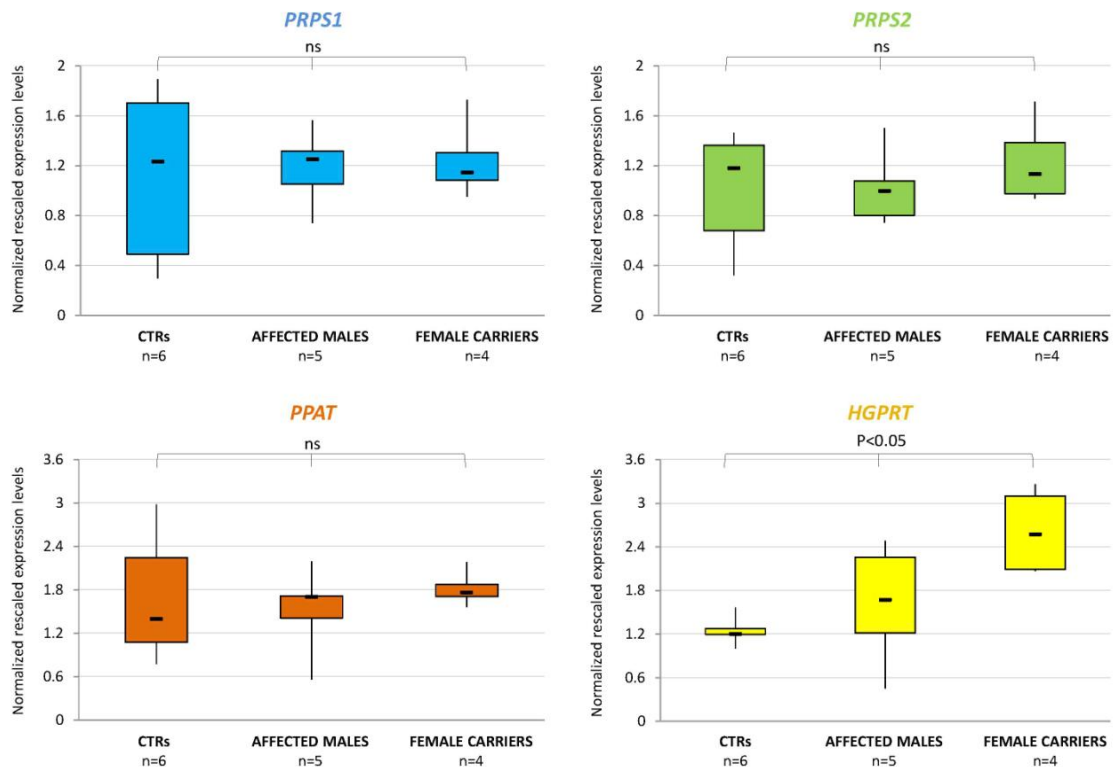 PRPS1
ns
Normalized rescaled expression levels
2
1.6
1.2
0.8
0.4
0
CTRs
n=6
AFFECTED MALES
n=5
FEMALE CARRIERS
n=4
PRPS2
ns
Normalized rescaled expression levels
2
1.6
1.2
0.8
0.4
0
CTRs
n=6
AFFECTED MALES
n=5
FEMALE CARRIERS
n=4
PPAT
ns
Normalized rescaled expression levels
3.6
3
2.4
1.8
1.2
0.6
0
CTRs
n=6
AFFECTED MALES
n=5
FEMALE CARRIERS
n=4
HGPRT
P<0.05
Normalized rescaled expression levels
3.6
3
2.4
1.8
1.2
0.6
0
CTRs
n=6
AFFECTED MALES
n=5
FEMALE CARRIERS
n=4